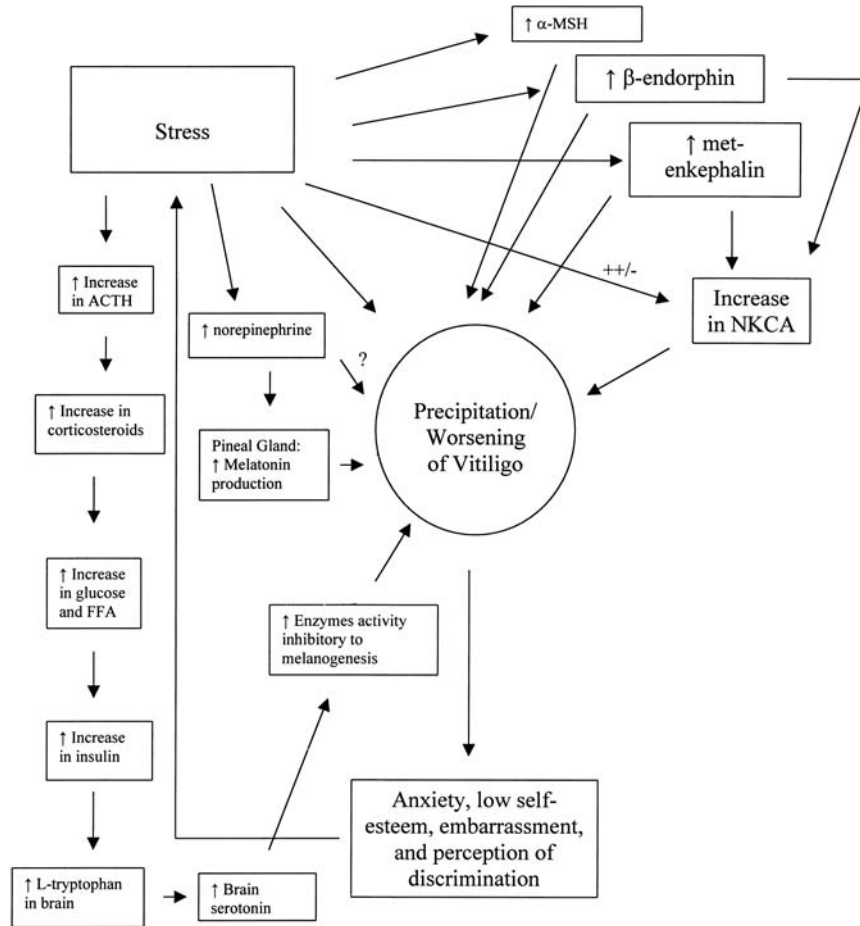 ↑ α-MSH
↑ β-endorphin
Stress
↑ met-
enkephalin
++/-
↑ Increase
in ACTH
Increase
in NKCA
↑ norepinephrine
?
↑ Increase in
corticosteroids
Pineal Gland:
↑ Melatonin
production
Precipitation/
Worsening
of Vitiligo
↑ Increase
in glucose
and FFA
↑ Enzymes activity
inhibitory to
melanogenesis
↑ Increase
in insulin
Anxiety, low self-
esteem, embarrassment,
and perception of
discrimination
↑ L-tryptophan
in brain
↑ Brain
serotonin